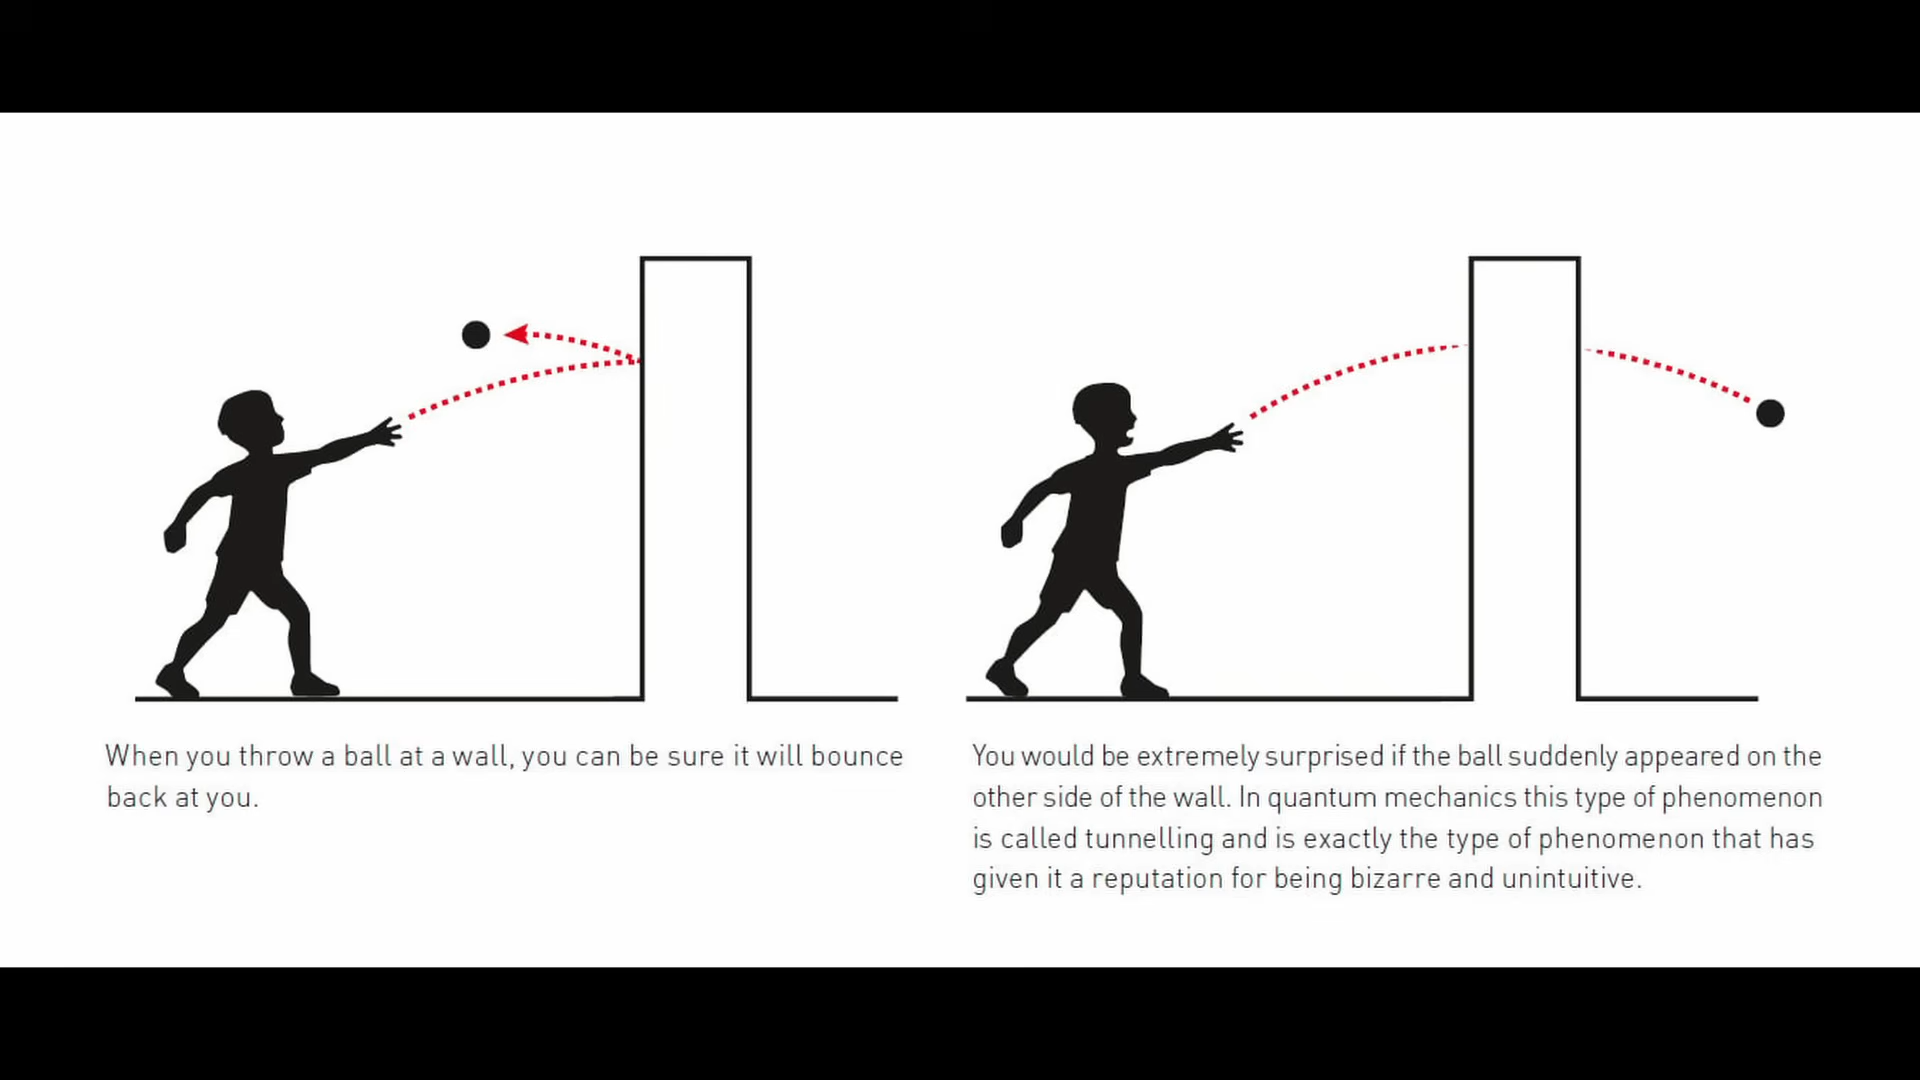 When you throw a ball at a wall, you can be sure it will bounce
back at you.
You would be extremely surprised if the ball suddenly appeared on the
other side of the wall. In quantum mechanics this type of phenomenon
is called tunnelling and is exactly the type of phenomenon that has
given it a reputation for being bizarre and unintuitive.